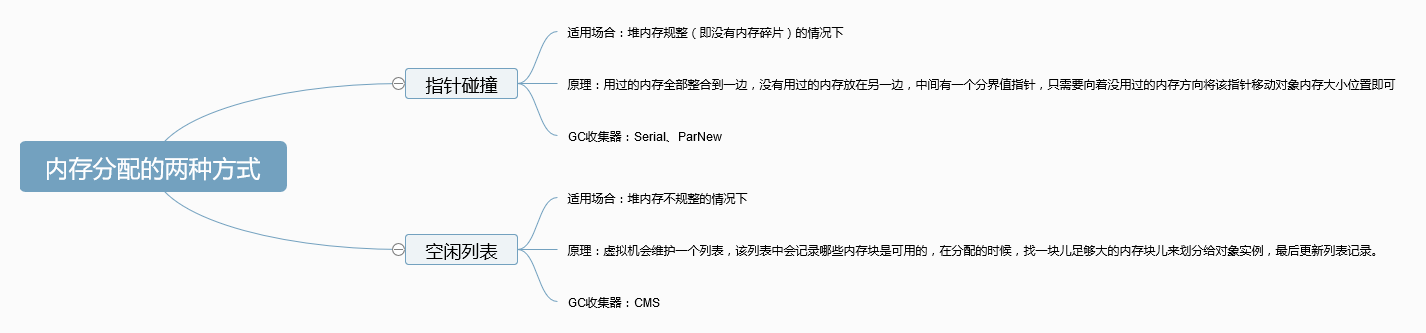 内存分配的两种方式
指针碰撞
适用场合：堆内存规整（即没有内存碎片）的情况下
原理：用过的内存全部整合到一边，没有用过的内存放在另一边，中间有一个分界值指针，只需要向着没用过的内存方向将该指针移动对象内存大小位置即可
GC收集器：Serial、ParNew
空闲列表
适用场合：堆内存不规整的情况下
原理：虚拟机会维护一个列表，该列表中会记录哪些内存块是可用的，在分配的时候，找一块儿足够大的内存块儿来划分给对象实例，最后更新列表记录。
GC收集器：CMS